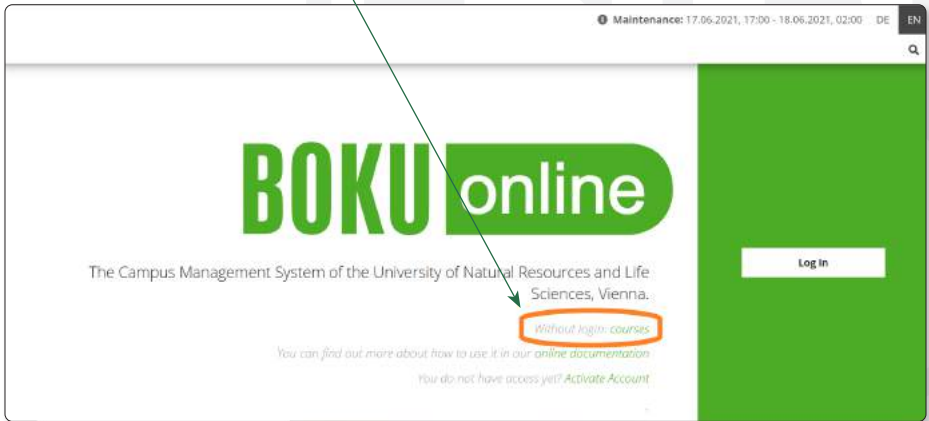 Maintenance: 17.06.2021, 17:00 - 18.06.2021, 02:00 DE EN
BOKU online
The Campus Management System of the University of Natural Resources and Life
Sciences, Vienna.
Log In
Without login: courses
You can find out more about how to use it in our online documentation
You do not have access yet? Activate Account